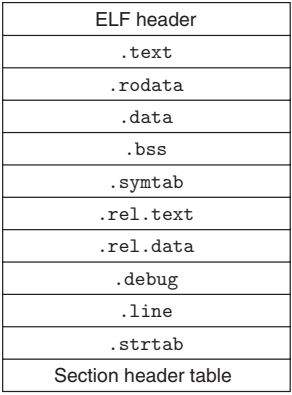 ELF header
.text
.rodata
.data
.bss
.symtab
.rel.text
.rel.data
.debug
.line
.strtab
Section header table